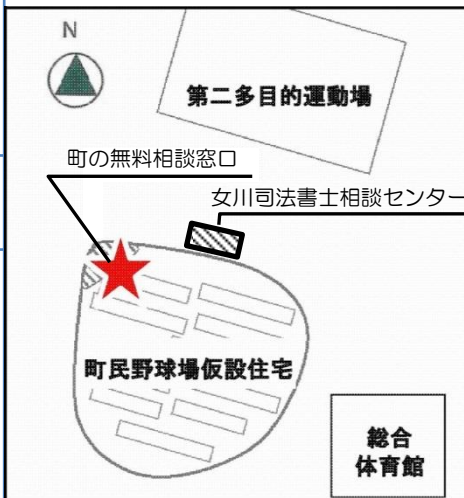 N
第二多目的運動場
町の無料相談窓口
女川司法書士相談センター
町民野球場仮設住宅
総合
体育館